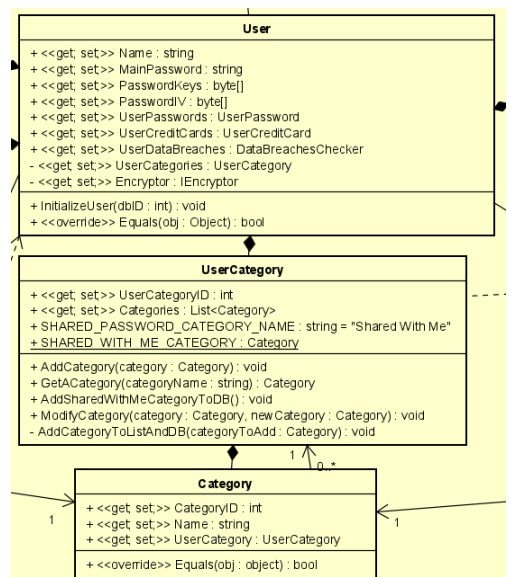 User
+ <<get; set;>> Name : string
+ <<get; set;>> MainPassword : string
+ <<get; set;>> PasswordKeys : byte[]
+ <<get; set;>> PasswordIV : byte[]
+ <<get; set;>> UserPasswords : UserPassword
+ <<get; set;>> UserCreditCards : UserCreditCard
+ <<get; set;>> UserDataBreaches : DataBreachesChecker
- <<get; set;>> UserCategories : UserCategory
- <<get; set;>> Encryptor : IEncryptor
+ InitializeUser(dbID : int) : void
+ <<override>> Equals(obj : Object) : bool
UserCategory
+ <<get; set;>> UserCategoryID : int
+ <<get; set;>> Categories : List<Category>
+ SHARED_PASSWORD_CATEGORY_NAME : string = "Shared With Me"
+ SHARED_WITH_ME_CATEGORY : Category
+ AddCategory(category : Category) : void
+ GetACategory(categoryName : string) : Category
+ AddSharedWithMeCategoryToDB() : void
+ ModifyCategory(category : Category, newCategory : Category) : void
- AddCategoryToListAndDB(categoryToAdd : Category) : void
1
0..*
Category
+ <<get; set;>> CategoryID : int
+ <<get; set;>> Name : string
+ <<get; set;>> UserCategory : UserCategory
+ <<override>> Equals(obj : object) : bool
1
1